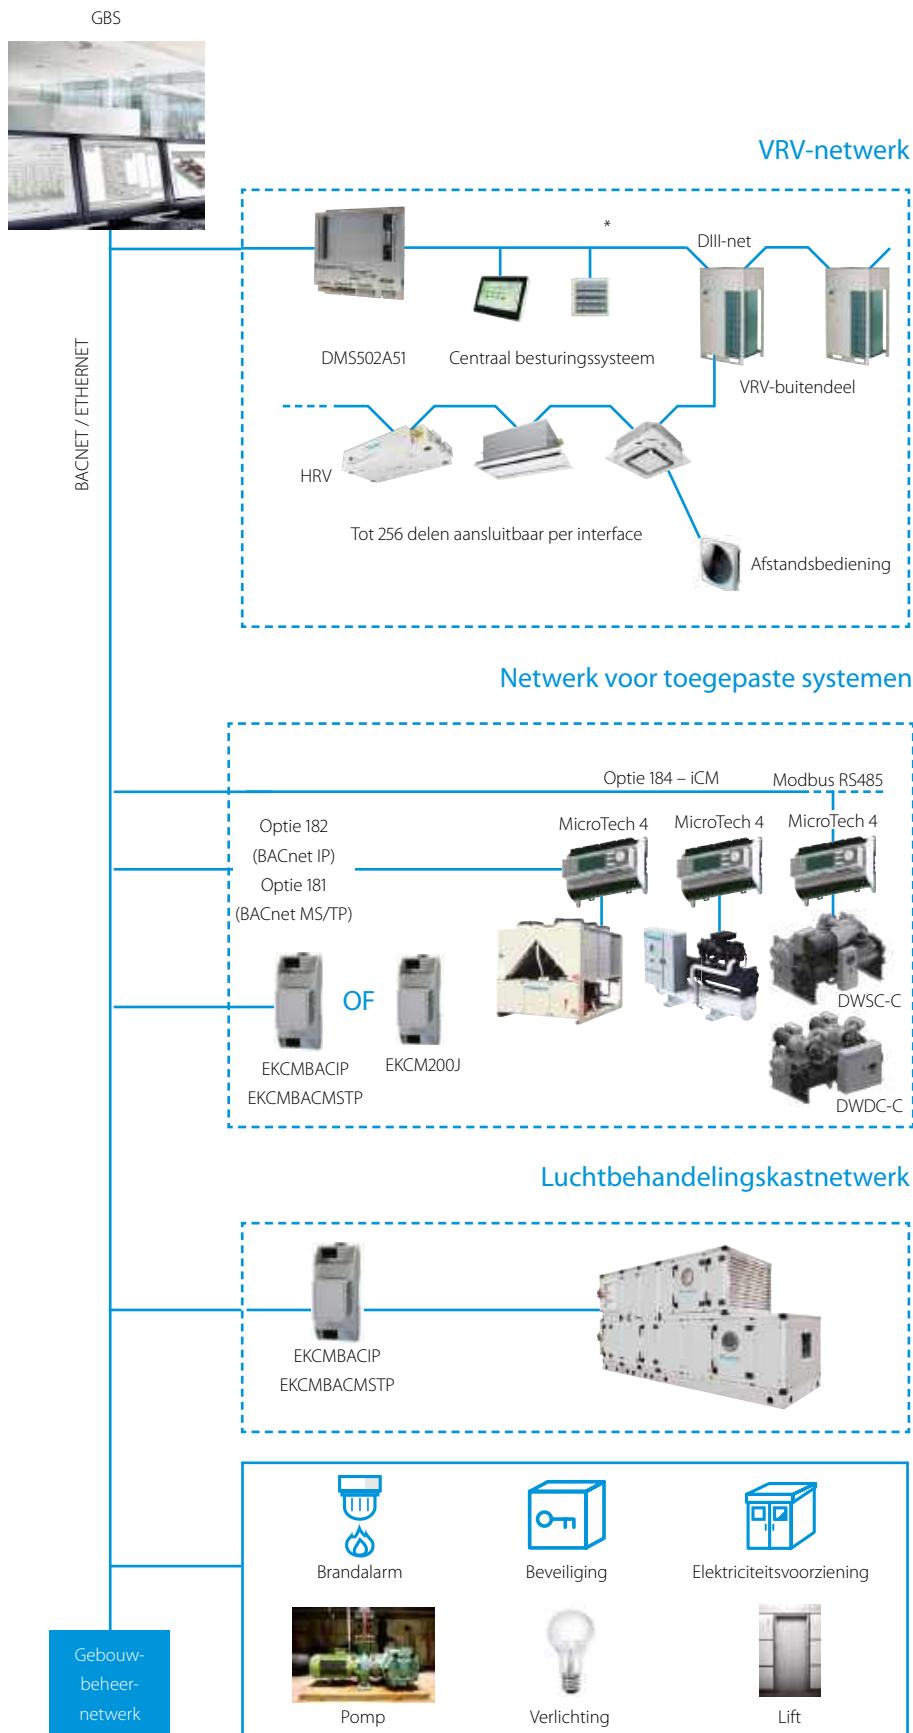 GBS
VRV-netwerk
*
DIII-net
DMS502A51
Centraal besturingssysteem
VRV-buitendeel
BACNET / ETHERNET
HRV
Tot 256 delen aansluitbaar per interface
Afstandsbediening
Netwerk voor toegepaste systemen
Optie 184 – iCM
Modbus RS485
Optie 182
(BACnet IP)
Optie 181
(BACnet MS/TP)
MicroTech 4
MicroTech 4
MicroTech 4
OF
DWSC-C
EKCMBACIP
EKCMBACMSTP
EKCM200J
DWDC-C
Luchtbehandelingskastnetwerk
EKCMBACIP
EKCMBACMSTP
Brandalarm
Beveiliging
Elektriciteitsvoorziening
Gebouw-
beheer-
netwerk
Pomp
Verlichting
Lift